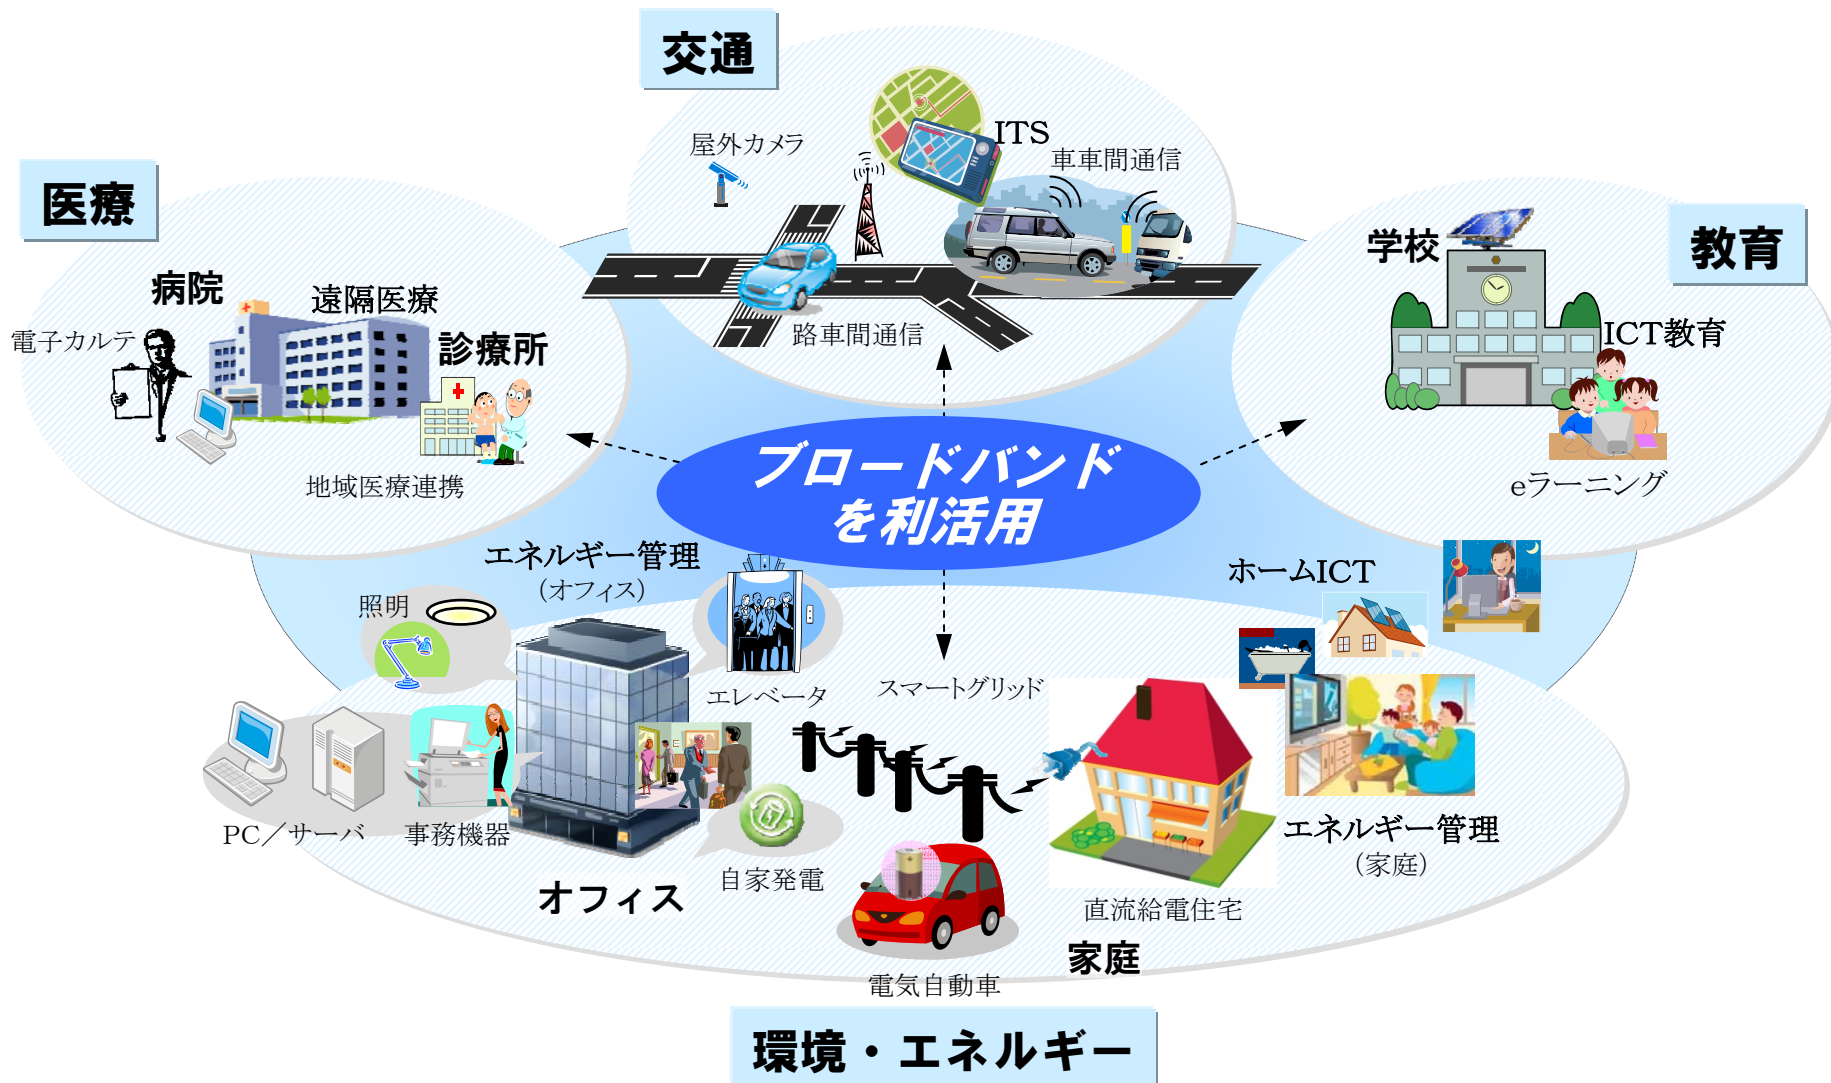 交通
屋外カメラ
ITS
車車間通信
路車間通信
医療
病院
遠隔医療
電子カルテ
診療所
地域医療連携
教育
学校
ICT教育
eラーニング
ブロードバンド
を利活用
エネルギー管理
(オフィス)
照明
エレベータ
PC／サーバ
事務機器
オフィス
自家発電
スマートグリッド
電気自動車
ホームICT
エネルギー管理
(家庭)
直流給電住宅
家庭
環境・エネルギー